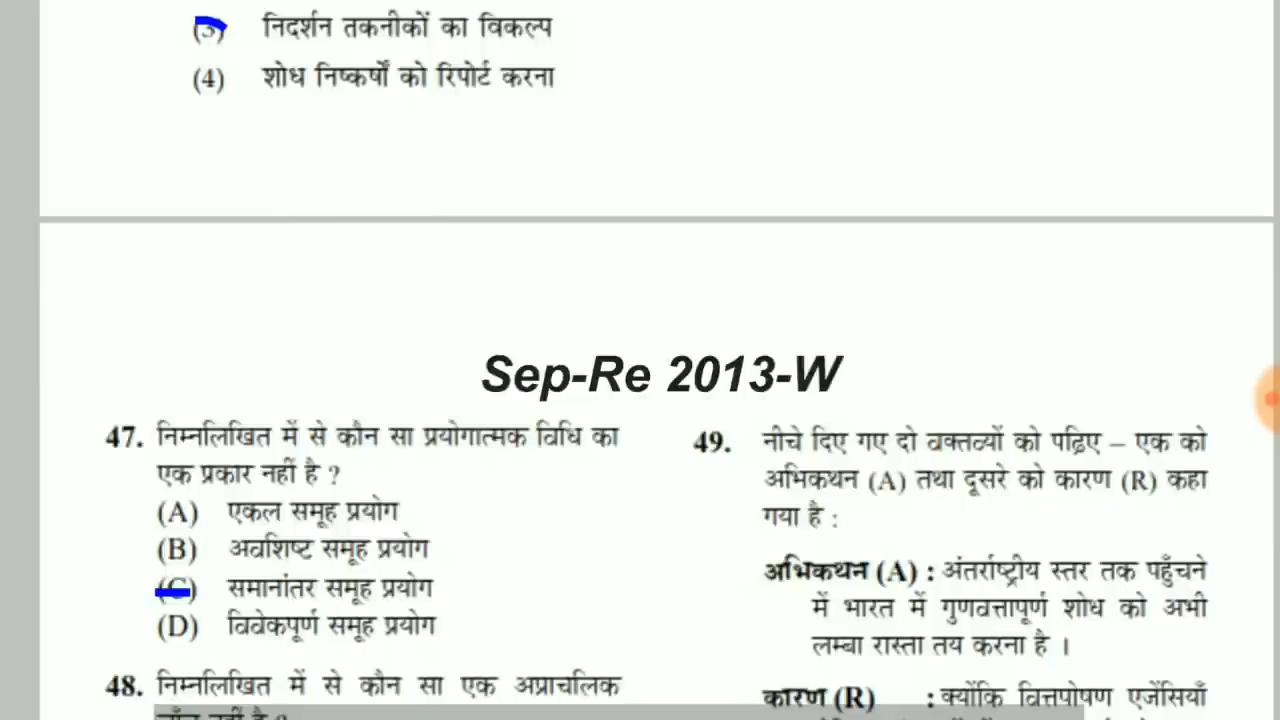 (3) निदर्शन तकनीकों का विकल्प
(4) शोध निष्कर्षों को रिपोर्ट करना
Sep-Re 2013-W
47. निम्नलिखित में से कौन सा प्रयोगात्मक विधि का
एक प्रकार नहीं है ?
(A) एकल समूह प्रयोग
(B) अवशिष्ट समूह प्रयोग
(C) समानांतर समूह प्रयोग
(D) विवेकपूर्ण समूह प्रयोग
48. निम्नलिखित में से कौन सा एक अप्राचलिक
जाँच नहीं है ?
49. नीचे दिए गए दो वक्तव्यों को पढ़िए – एक को
अभिकथन (A) तथा दूसरे को कारण (R) कहा
गया है :
अभिकथन (A) : अंतर्राष्ट्रीय स्तर तक पहुँचने
में भारत में गुणवत्तापूर्ण शोध को अभी
लम्बा रास्ता तय करना है ।
कारण (R) : क्योंकि वित्तपोषण एजेंसियाँ